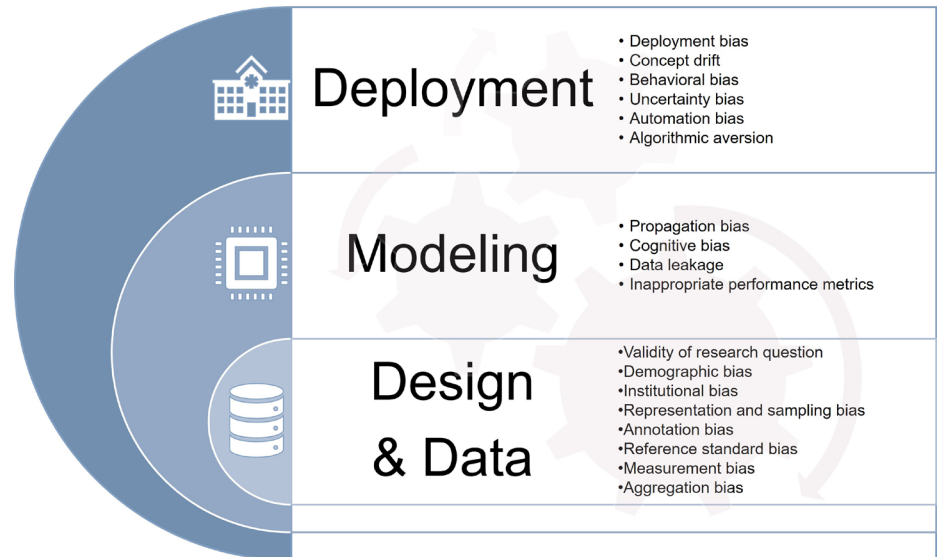 Deployment
• Deployment bias
• Concept drift
• Behavioral bias
• Uncertainty bias
• Automation bias
• Algorithmic aversion
Modeling
• Propagation bias
• Cognitive bias
• Data leakage
• Inappropriate performance metrics
Design
& Data
•Validity of research question
•Demographic bias
•Institutional bias
•Representation and sampling bias
•Annotation bias
•Reference standard bias
•Measurement bias
•Aggregation bias